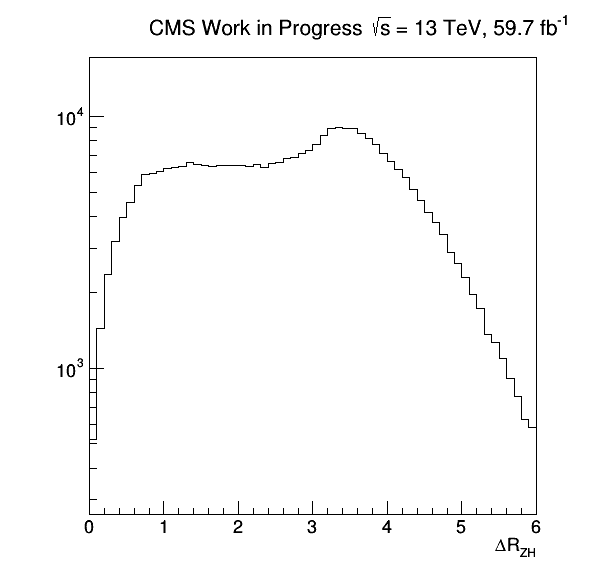 CMS Work in Progress √s = 13 TeV, 59.7 fb⁻¹
10⁴
10³
0 1 2 3 4 5 6
ΔR_ZH